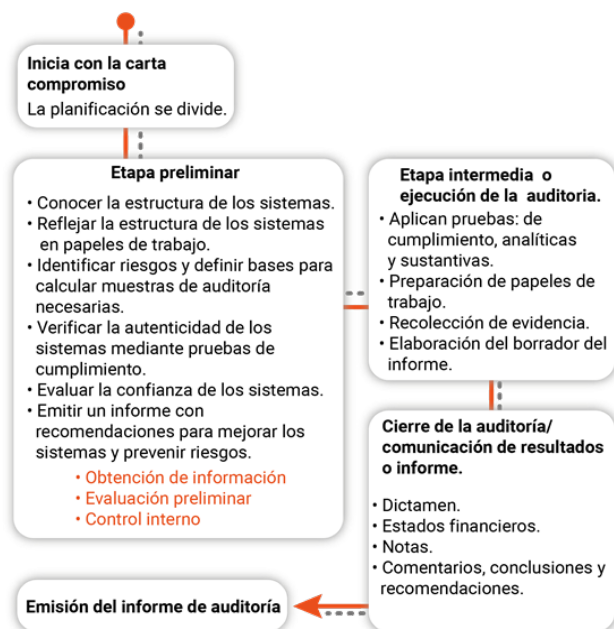 Inicia con la carta
compromiso
La planificación se divide.
Etapa preliminar
• Conocer la estructura de los sistemas.
• Reflejar la estructura de los sistemas
en papeles de trabajo.
• Identificar riesgos y definir bases para
calcular muestras de auditoría
necesarias.
• Verificar la autenticidad de los
sistemas mediante pruebas de
cumplimiento.
• Evaluar la confianza de los sistemas.
• Emitir un informe con
recomendaciones para mejorar los
sistemas y prevenir riesgos.
• Obtención de información
• Evaluación preliminar
• Control interno
Etapa intermedia o
ejecución de la auditoria.
• Aplican pruebas: de
cumplimiento, analíticas
y sustantivas.
• Preparación de papeles de
trabajo.
• Recolección de evidencia.
• Elaboración del borrador del
informe.
Cierre de la auditoría/
comunicación de resultados
o informe.
• Dictamen.
• Estados financieros.
• Notas.
• Comentarios, conclusiones y
recomendaciones.
Emisión del informe de auditoría